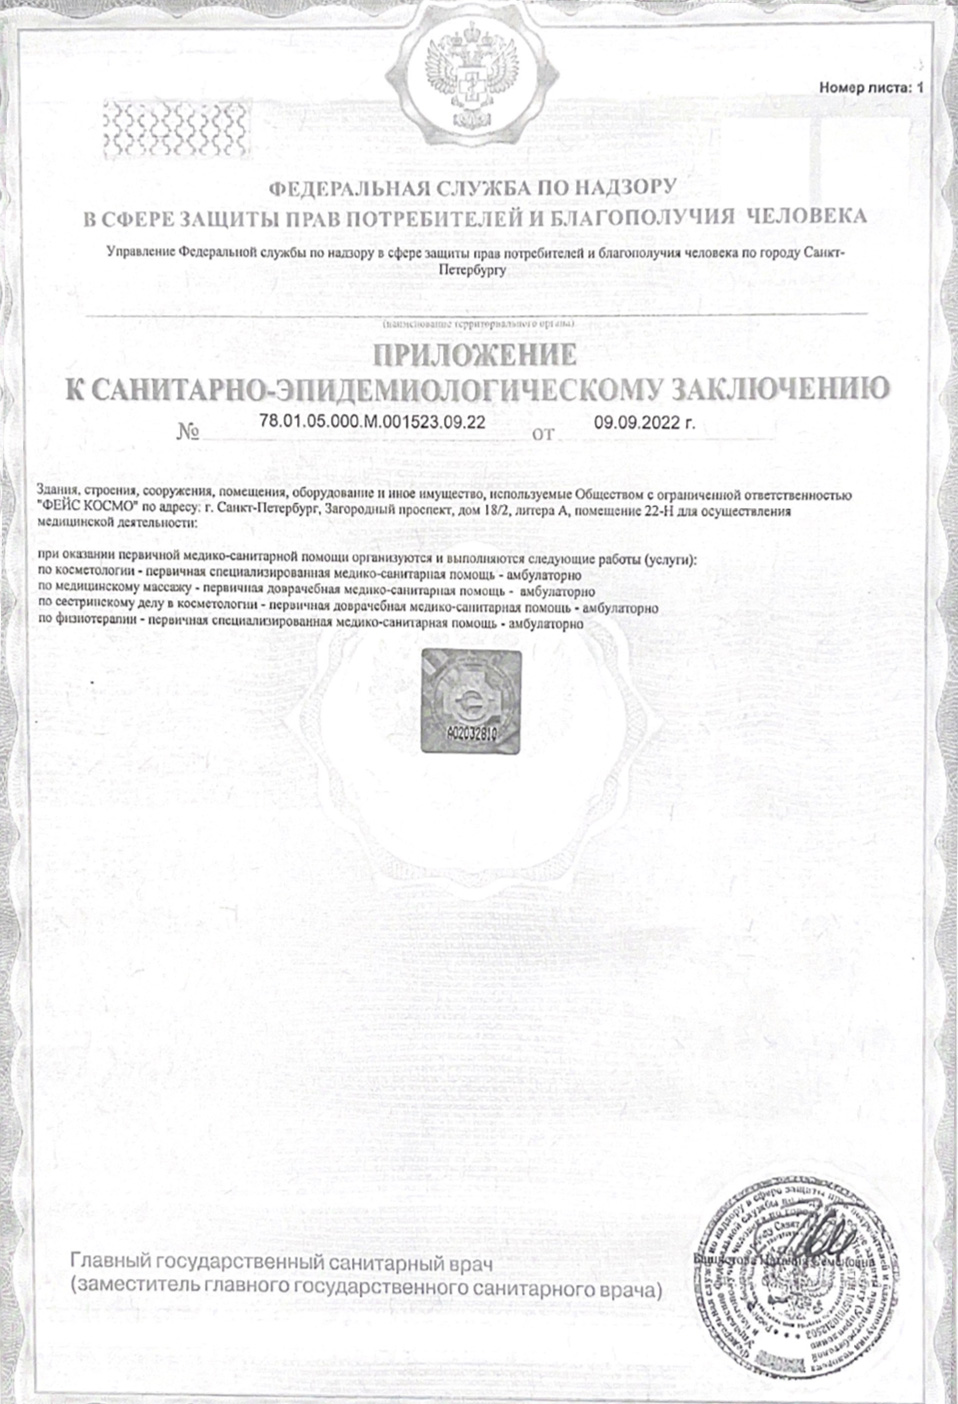 Номер листа: 1
ФЕДЕРАЛЬНАЯ СЛУЖБА ПО НАДЗОРУ
В СФЕРЕ ЗАЩИТЫ ПРАВ ПОТРЕБИТЕЛЕЙ И БЛАГОПОЛУЧИЯ ЧЕЛОВЕКА
Управление Федеральной службы по надзору в сфере защиты прав потребителей и благополучия человека по городу Санкт-
Петербургу
(наименование территориального органа)
ПРИЛОЖЕНИЕ
К САНИТАРНО-ЭПИДЕМИОЛОГИЧЕСКОМУ ЗАКЛЮЧЕНИЮ
№ 78.01.05.000.М.001523.09.22 от 09.09.2022 г.
Здания, строения, сооружения, помещения, оборудование и иное имущество, используемые Обществом с ограниченной ответственностью
"ФЕЙС КОСМО" по адресу: г. Санкт-Петербург, Загородный проспект, дом 18/2, литера А, помещение 22-Н для осуществления
медицинской деятельности:
при оказании первичной медико-санитарной помощи организуются и выполняются следующие работы (услуги):
по косметологии - первичная специализированная медико-санитарная помощь - амбулаторно
по медицинскому массажу - первичная доврачебная медико-санитарная помощь - амбулаторно
по сестринскому делу в косметологии - первичная доврачебная медико-санитарная помощь - амбулаторно
по физиотерапии - первичная специализированная медико-санитарная помощь - амбулаторно
А02032810
Главный государственный санитарный врач
(заместитель главного государственного санитарного врача)